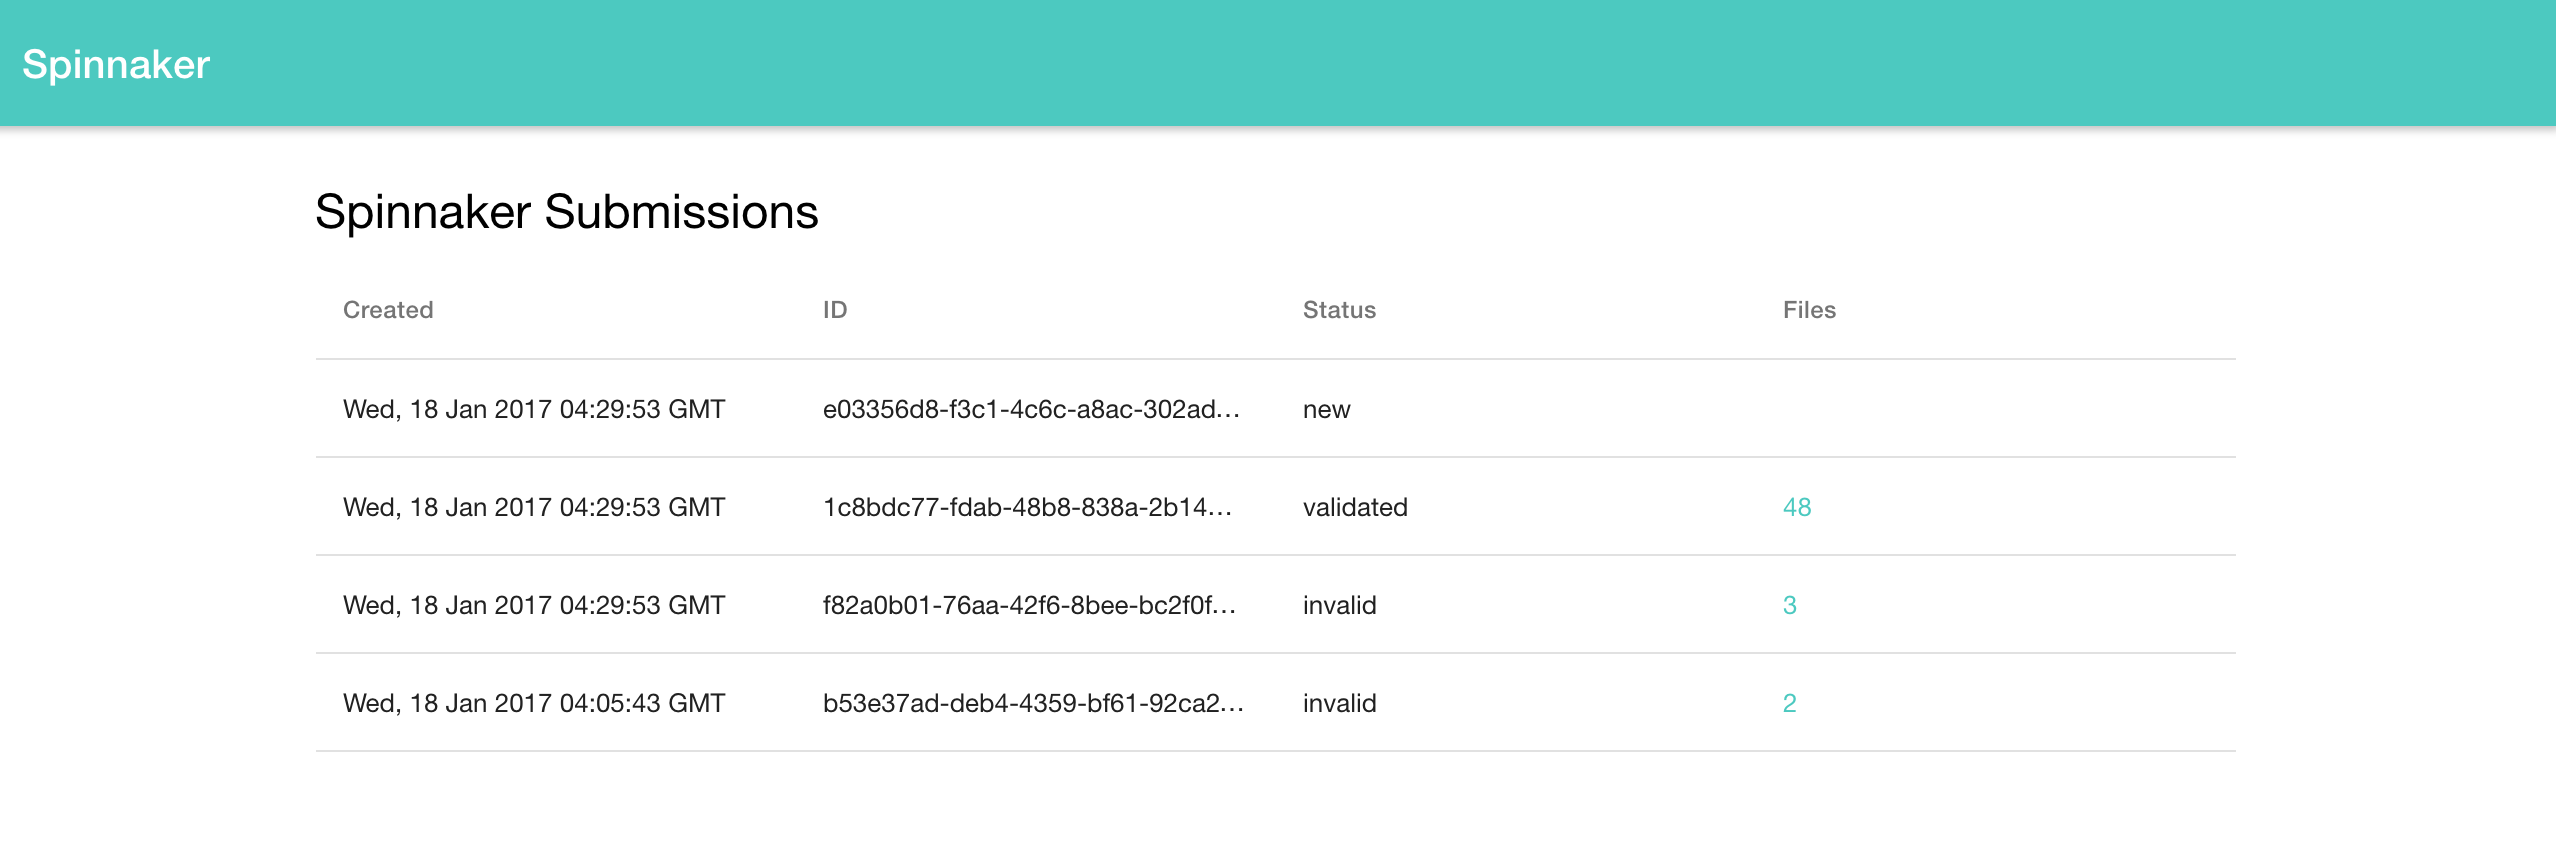 Spinnaker
Spinnaker Submissions
Created ID Status Files
Wed, 18 Jan 2017 04:29:53 GMT e03356d8-f3c1-4c6c-a8ac-302ad... new
Wed, 18 Jan 2017 04:29:53 GMT 1c8bdc77-fdab-48b8-838a-2b14... validated 48
Wed, 18 Jan 2017 04:29:53 GMT f82a0b01-76aa-42f6-8bee-bc2f0f... invalid 3
Wed, 18 Jan 2017 04:05:43 GMT b53e37ad-deb4-4359-bf61-92ca2... invalid 2